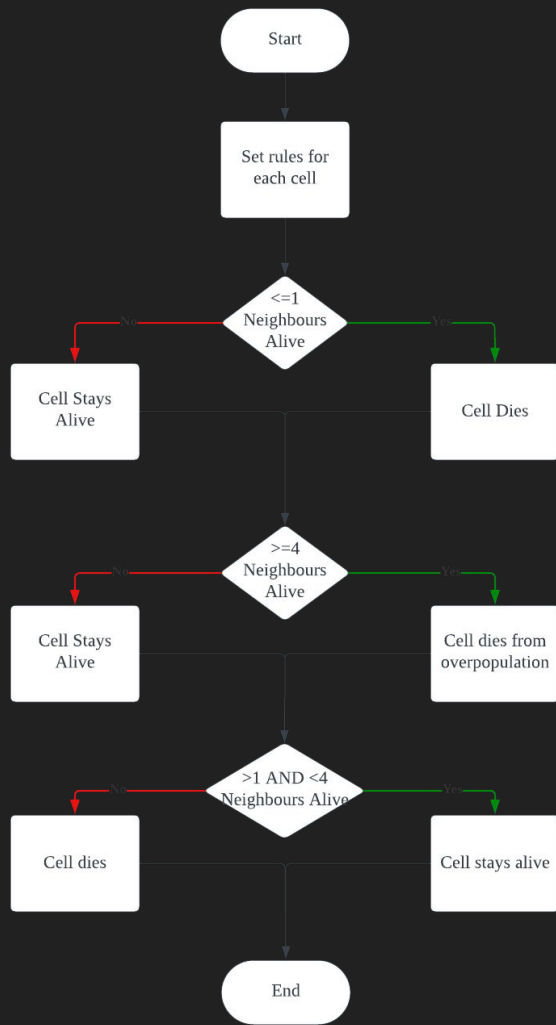 Start
Set rules for
each cell
<=1
Neighbours
Alive
No
Yes
Cell Stays
Alive
Cell Dies
>=4
Neighbours
Alive
No
Yes
Cell Stays
Alive
Cell dies from
overpopulation
>1 AND <4
Neighbours Alive
No
Yes
Cell dies
Cell stays alive
End